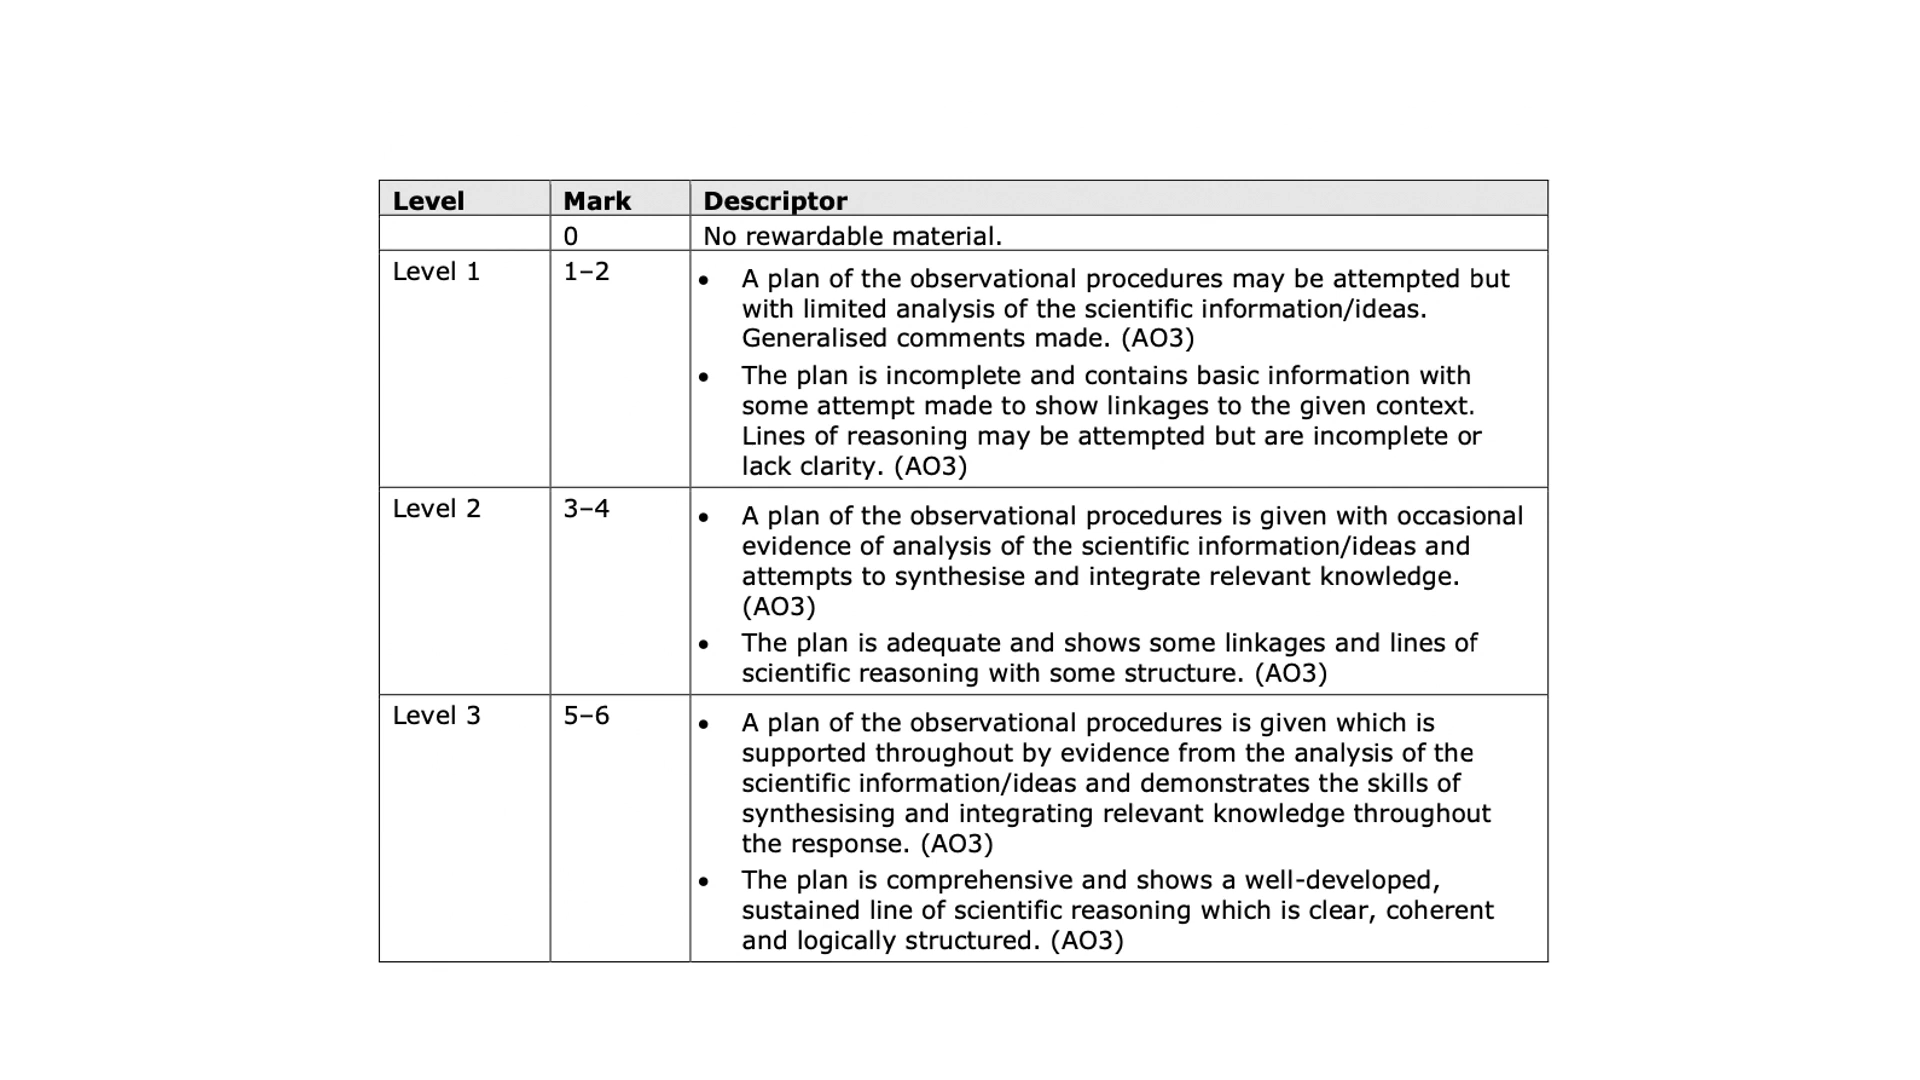 Level Mark Descriptor
0 No rewardable material.
Level 1 1–2
• A plan of the observational procedures may be attempted but
with limited analysis of the scientific information/ideas.
Generalised comments made. (AO3)
• The plan is incomplete and contains basic information with
some attempt made to show linkages to the given context.
Lines of reasoning may be attempted but are incomplete or
lack clarity. (AO3)
Level 2 3–4
• A plan of the observational procedures is given with occasional
evidence of analysis of the scientific information/ideas and
attempts to synthesise and integrate relevant knowledge.
(AO3)
• The plan is adequate and shows some linkages and lines of
scientific reasoning with some structure. (AO3)
Level 3 5–6
• A plan of the observational procedures is given which is
supported throughout by evidence from the analysis of the
scientific information/ideas and demonstrates the skills of
synthesising and integrating relevant knowledge throughout
the response. (AO3)
• The plan is comprehensive and shows a well-developed,
sustained line of scientific reasoning which is clear, coherent
and logically structured. (AO3)